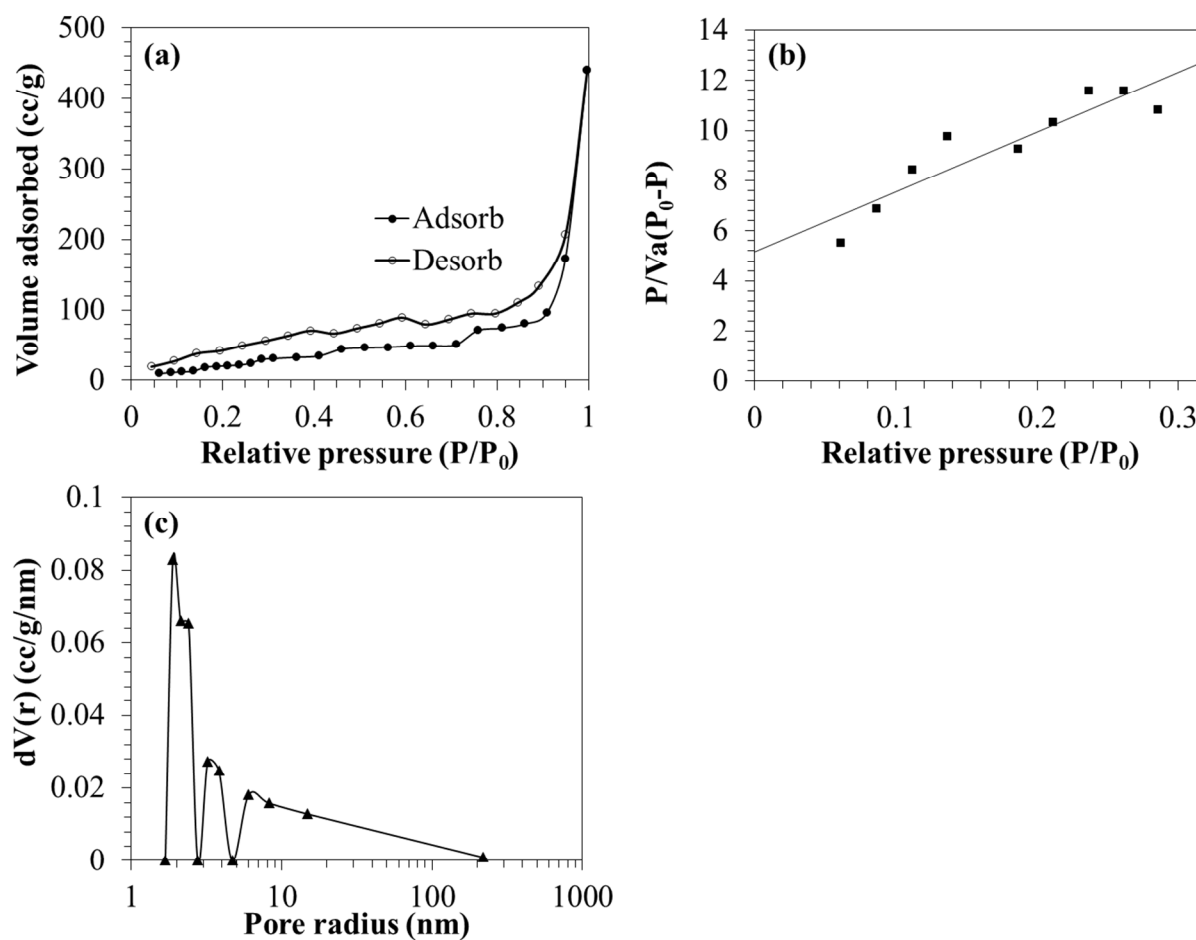 (a)
Volume adsorbed (cc/g)
500
400
300
200
100
0
Adsorb
Desorb
0 0.2 0.4 0.6 0.8 1
Relative pressure (P/P₀)
(b)
P/Va(P₀-P)
14
12
10
8
6
4
2
0
0 0.1 0.2 0.3
Relative pressure (P/P₀)
(c)
dV(r) (cc/g/nm)
0.1
0.08
0.06
0.04
0.02
0
1 10 100 1000
Pore radius (nm)